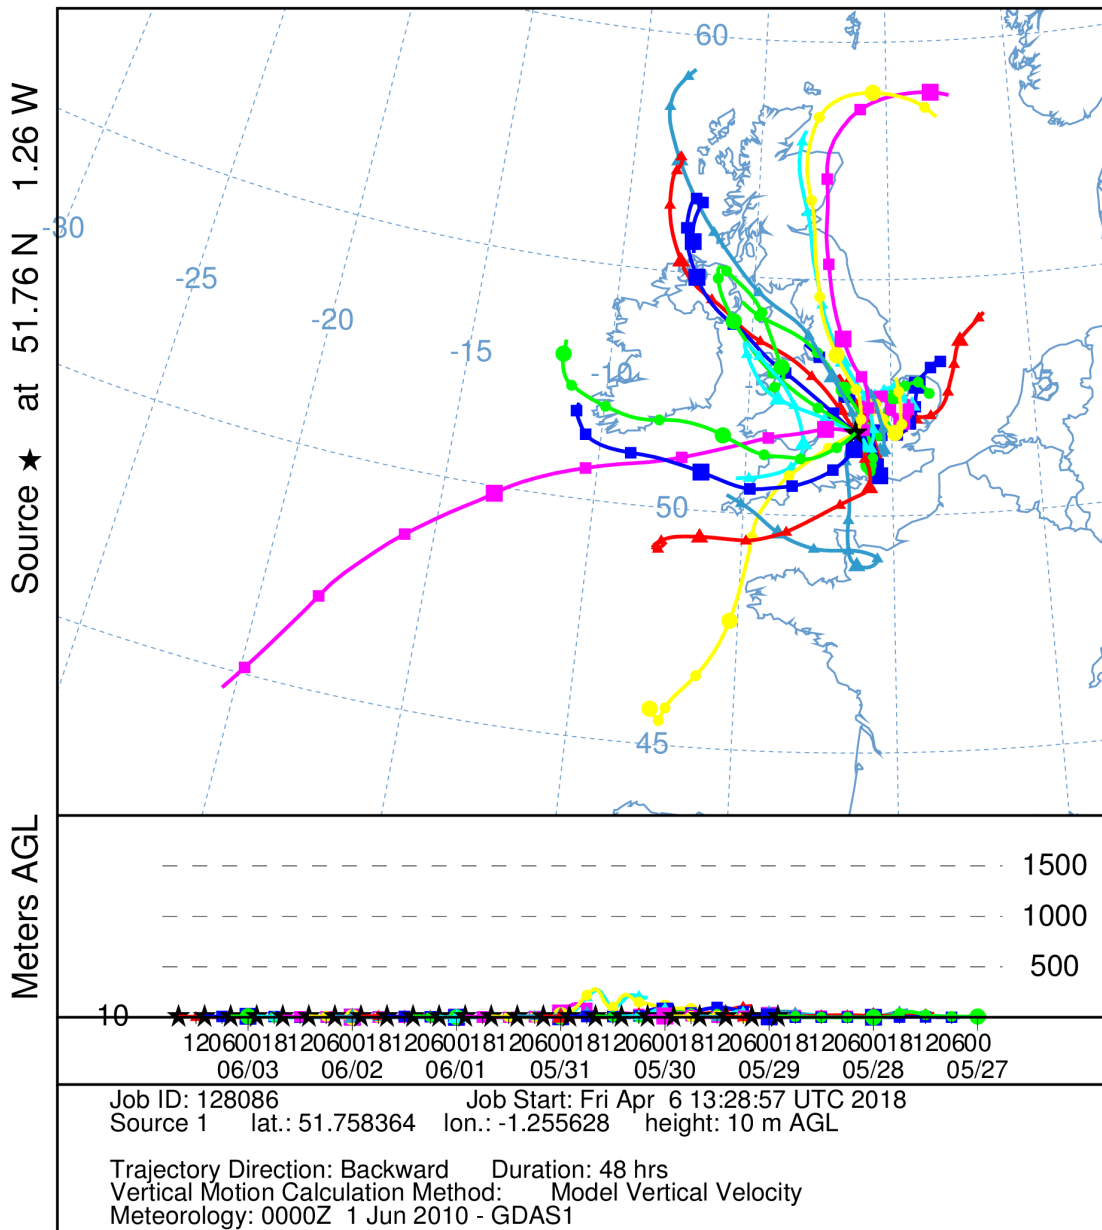 Source ★ at 51.76 N 1.26 W
60
-30
-25
-20
-15
-10
-5
5
50
45
Meters AGL
1500
1000
500
10
12060018120600181206001812060018120600181206001812060018120600
06/03 06/02 06/01 05/31 05/30 05/29 05/28 05/27
Job ID: 128086 Job Start: Fri Apr 6 13:28:57 UTC 2018
Source 1 lat.: 51.758364 lon.: -1.255628 height: 10 m AGL
Trajectory Direction: Backward Duration: 48 hrs
Vertical Motion Calculation Method: Model Vertical Velocity
Meteorology: 0000Z 1 Jun 2010 - GDAS1